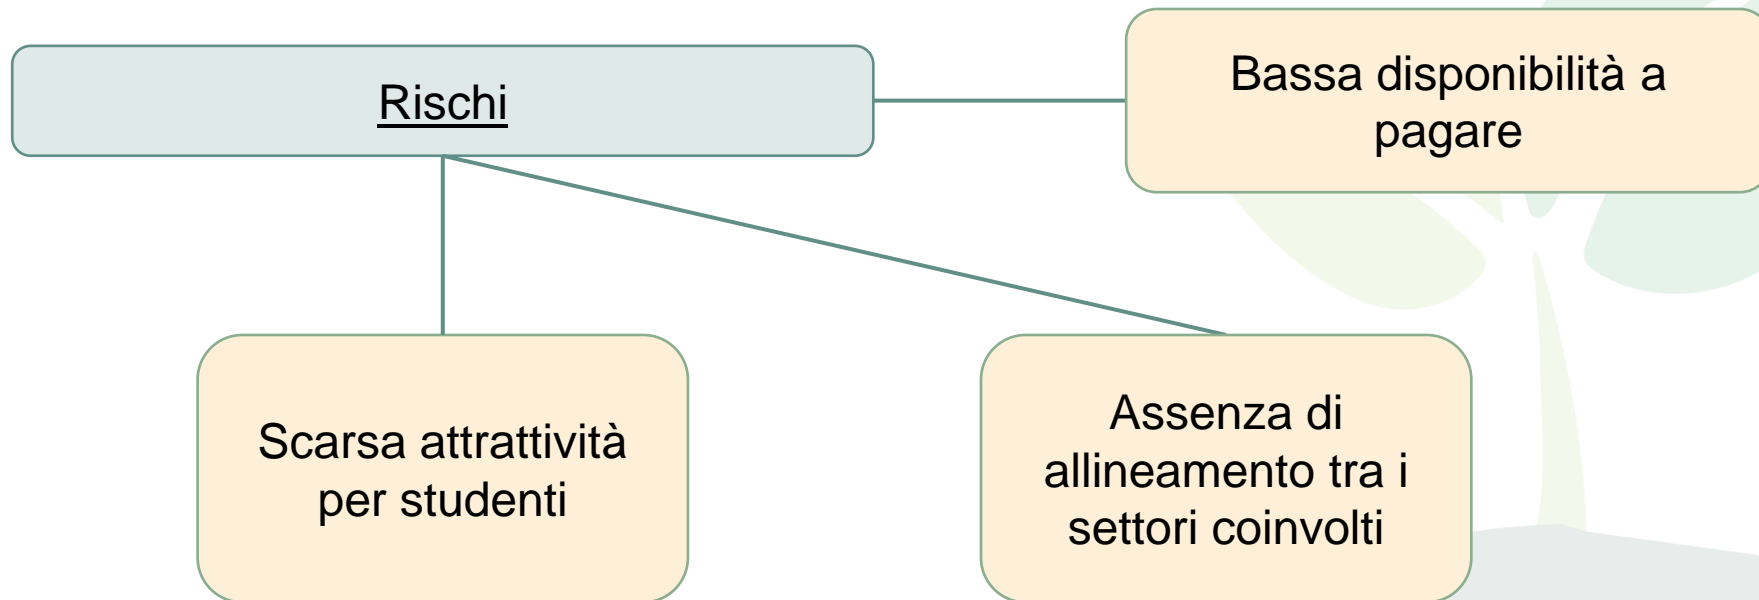 Rischi
Bassa disponibilità a
pagare
Scarsa attrattività
per studenti
Assenza di
allineamento tra i
settori coinvolti